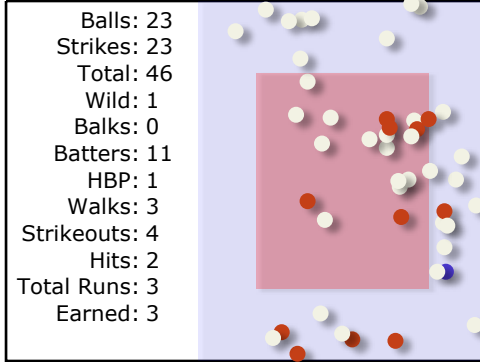 Balls: 23
Strikes: 23
Total: 46
Wild: 1
Balks: 0
Batters: 11
HBP: 1
Walks: 3
Strikeouts: 4
Hits: 2
Total Runs: 3
Earned: 3